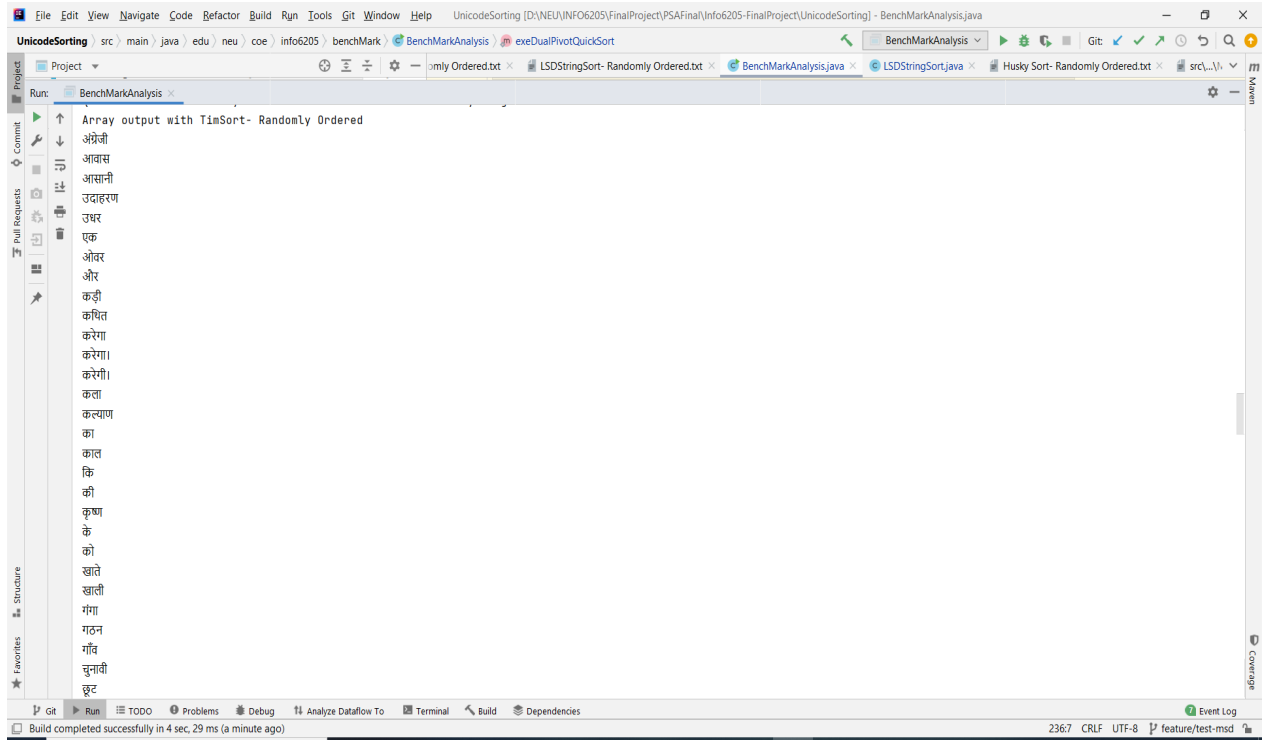 File Edit View Navigate Code Refactor Build Run Tools Git Window Help UnicodeSorting [D:\NEU\INFO6205\FinalProject\PSAFinal\Info6205-FinalProject\UnicodeSorting] - BenchMarkAnalysis.java
UnicodeSorting src main java edu neu coe info6205 benchMark BenchMarkAnalysis exeDualPivotQuickSort BenchMarkAnalysis Git:
Project Project omly Ordered.txt LSDStringSort- Randomly Ordered.txt BenchMarkAnalysis.java LSDStringSort.java Husky Sort- Randomly Ordered.txt
Run: BenchMarkAnalysis
Maven
Commit
Pull Requests
Array output with TimSort- Randomly Ordered
अंग्रेजी
आवास
आसानी
उदाहरण
उधर
एक
ओवर
और
कड़ी
कथित
करेगा
करेगा।
करेगी।
कला
कल्याण
का
काल
कि
की
कृष्ण
के
को
खाते
खाली
गंगा
गठन
गाँव
चुनावी
छूट
Structure
Favorites
Coverage
Git Run TODO Problems Debug Analyze Dataflow To Terminal Build Dependencies 7 Event Log
Build completed successfully in 4 sec, 29 ms (a minute ago) 236:7 CRLF UTF-8 feature/test-msd